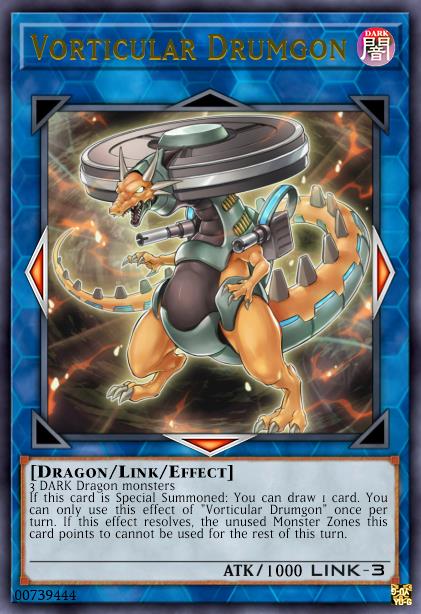 Vorticular Drumgon
DARK
闇
[Dragon/Link/Effect]
3 DARK Dragon monsters
If this card is Special Summoned: You can draw 1 card. You
can only use this effect of "Vorticular Drumgon" once per
turn. If this effect resolves, the unused Monster Zones this
card points to cannot be used for the rest of this turn.
ATK/1000 LINK-3
00739444